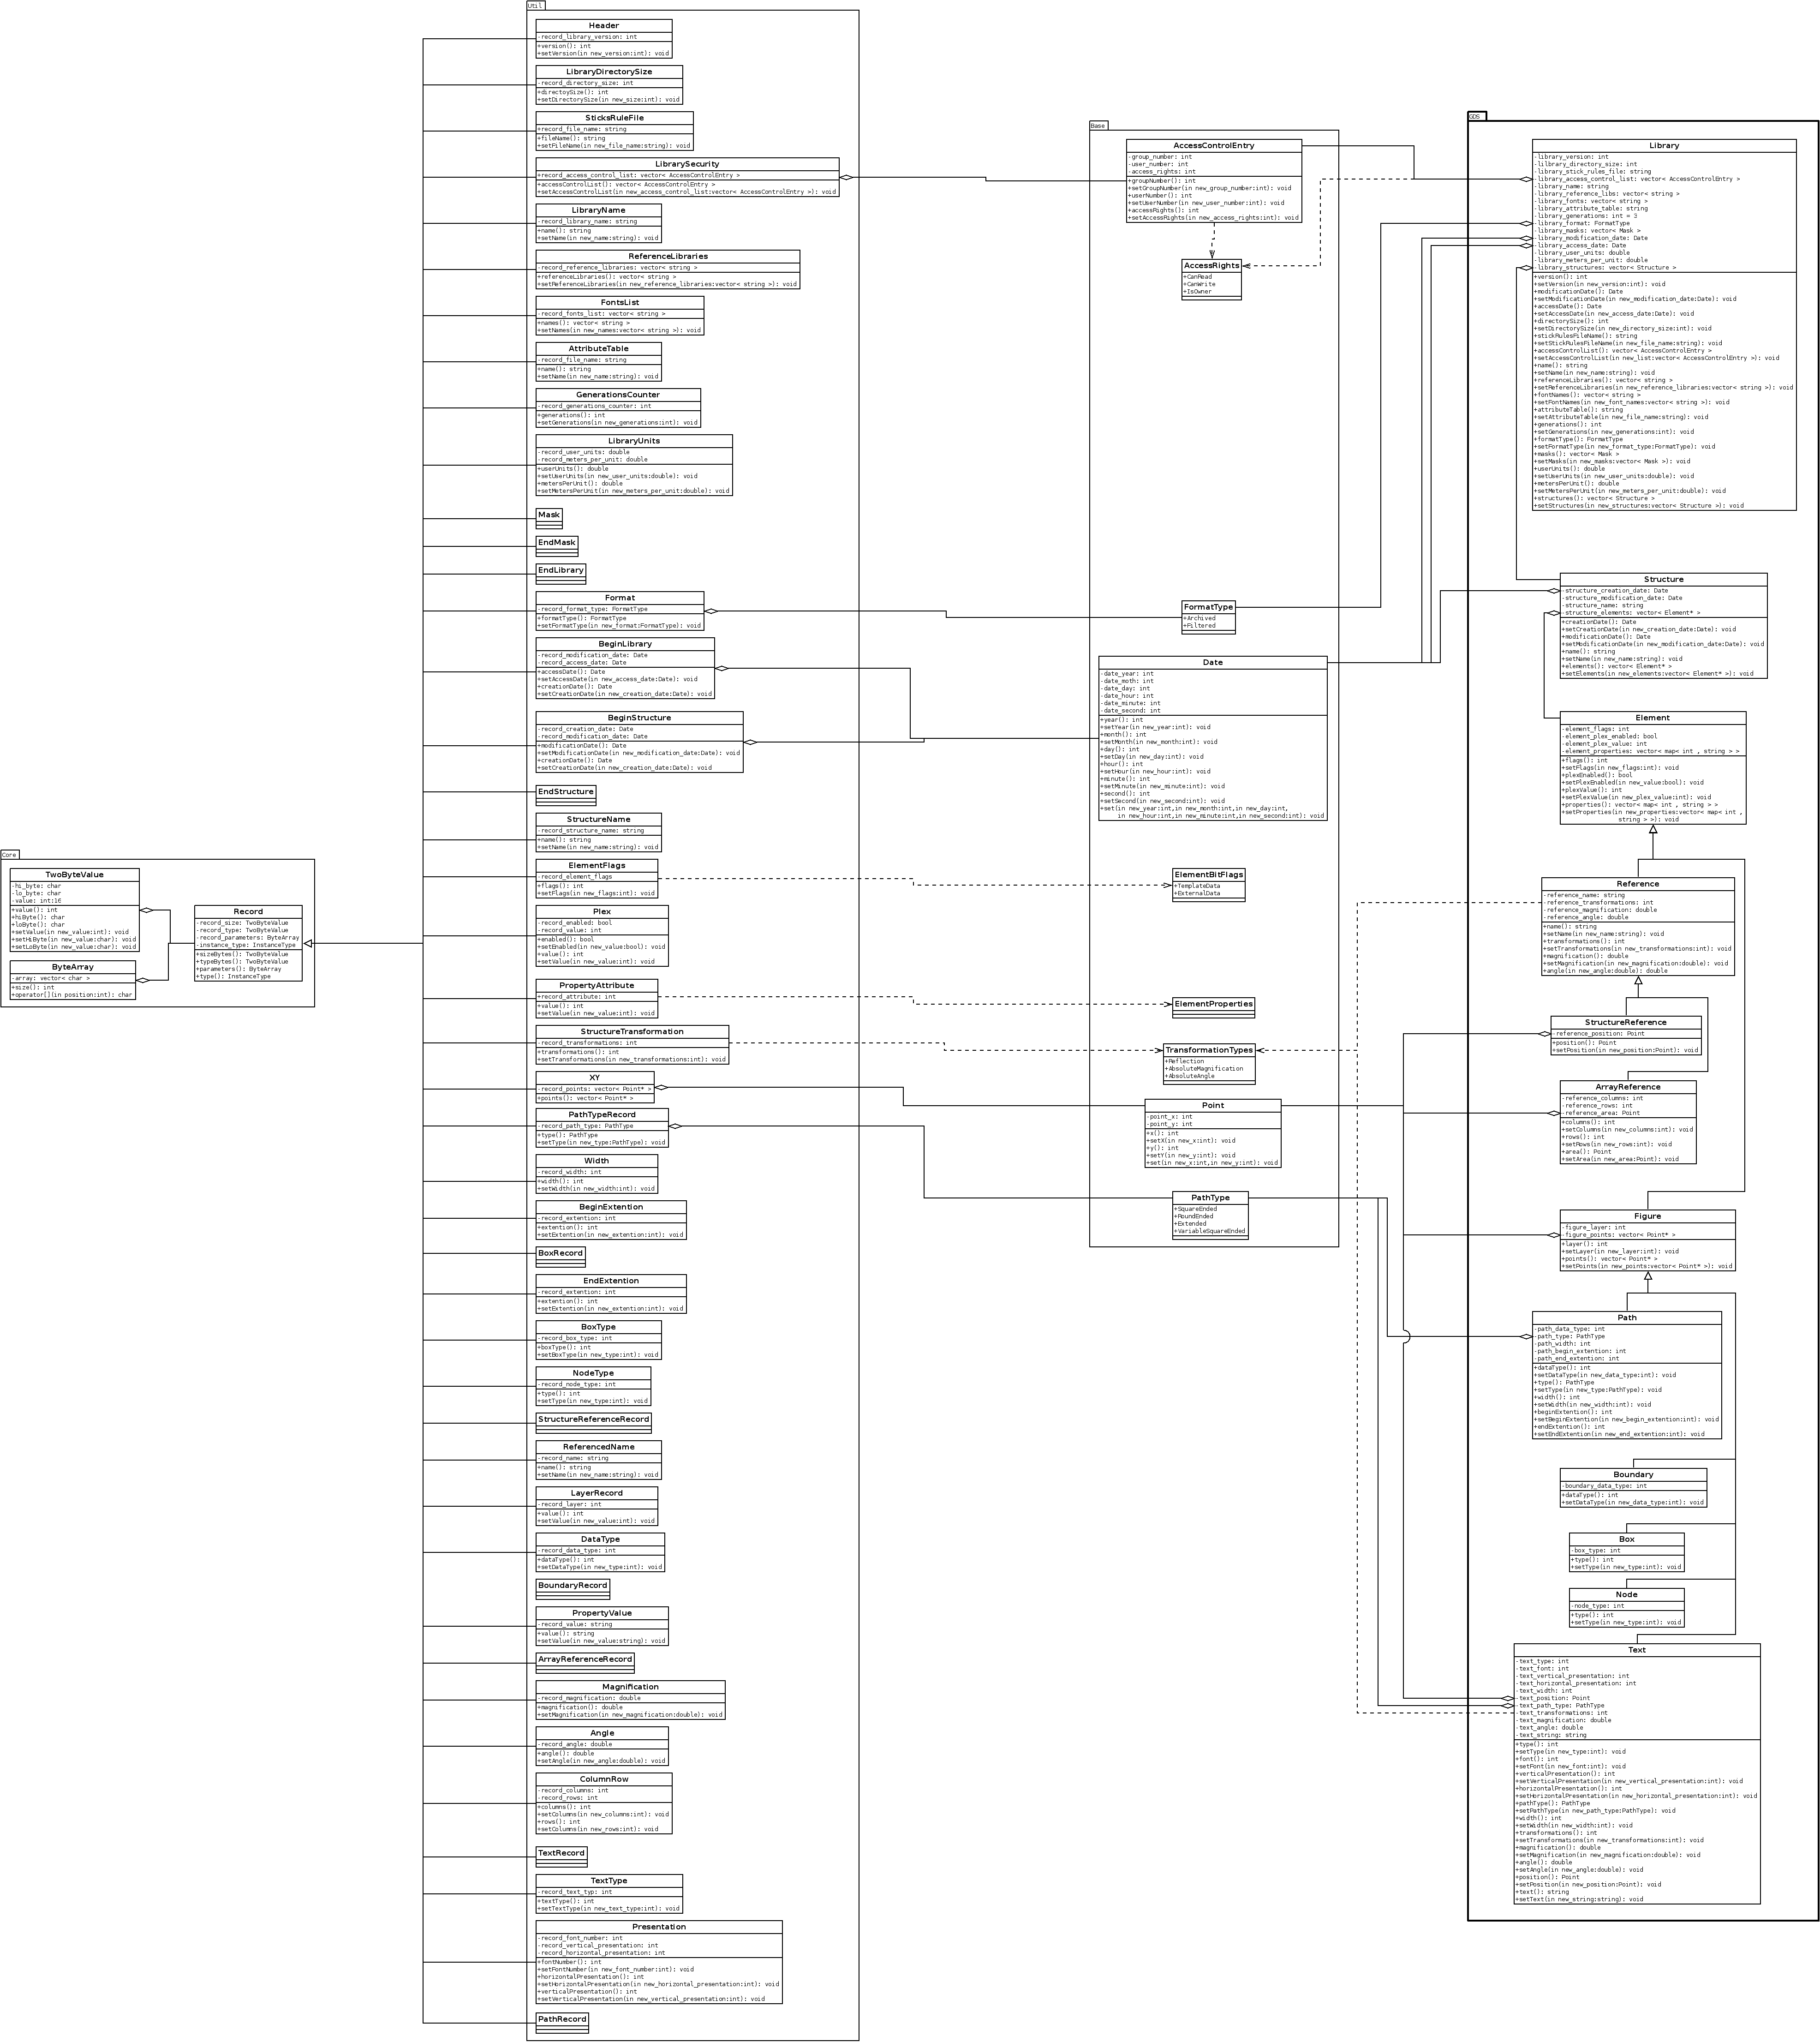 Util
Header
-record_library_version: int
+version(): int
+setVersion(in new_version:int): void
LibraryDirectorySize
-record_directory_size: int
+directoySize(): int
+setDirectorySize(in new_size:int): void
SticksRuleFile
+record_file_name: string
+fileName(): string
+setFileName(in new_file_name:string): void
LibrarySecurity
+record_access_control_list: vector< AccessControlEntry >
+accessControlList(): vector< AccessControlEntry >
+setAccessControlList(in new_access_control_list:vector< AccessControlEntry >): void
LibraryName
-record_library_name: string
+name(): string
+setName(in new_name:string): void
ReferenceLibraries
-record_reference_libraries: vector< string >
+referenceLibraries(): vector< string >
+setReferenceLibraries(in new_reference_libraries:vector< string >): void
FontsList
-record_fonts_list: vector< string >
+names(): vector< string >
+setNames(in new_names:vector< string >): void
AttributeTable
-record_file_name: string
+name(): string
+setName(in new_name:string): void
GenerationsCounter
-record_generations_counter: int
+generations(): int
+setGenerations(in new_generations:int): void
LibraryUnits
-record_user_units: double
-record_meters_per_unit: double
+userUnits(): double
+setUserUnits(in new_user_units:double): void
+metersPerUnit(): double
+setMetersPerUnit(in new_meters_per_unit:double): void
Mask
EndMask
EndLibrary
Format
-record_format_type: FormatType
+formatType(): FormatType
+setFormatType(in new_format:FormatType): void
BeginLibrary
-record_modification_date: Date
-record_access_date: Date
+accessDate(): Date
+setAccessDate(in new_access_date:Date): void
+creationDate(): Date
+setCreationDate(in new_creation_date:Date): void
BeginStructure
-record_creation_date: Date
-record_modification_date: Date
+modificationDate(): Date
+setModificationDate(in new_modification_date:Date): void
+creationDate(): Date
+setCreationDate(in new_creation_date:Date): void
EndStructure
StructureName
-record_structure_name: string
+name(): string
+setName(in new_name:string): void
ElementFlags
-record_element_flags
+flags(): int
+setFlags(in new_flags:int): void
Plex
-record_enabled: bool
-record_value: int
+enabled(): bool
+setEnabled(in new_value:bool): void
+value(): int
+setValue(in new_value:int): void
PropertyAttribute
+record_attribute: int
+value(): int
+setValue(in new_value:int): void
StructureTransformation
-record_transformations: int
+transformations(): int
+setTransformations(in new_transformations:int): void
XY
-record_points: vector< Point* >
+points(): vector< Point* >
PathTypeRecord
-record_path_type: PathType
+type(): PathType
+setType(in new_type:PathType): void
Width
-record_width: int
+width(): int
+setWidth(in new_width:int): void
BeginExtention
-record_extention: int
+extention(): int
+setExtention(in new_extention:int): void
BoxRecord
EndExtention
-record_extention: int
+extention(): int
+setExtention(in new_extention:int): void
BoxType
-record_box_type: int
+boxType(): int
+setBoxType(in new_type:int): void
NodeType
-record_node_type: int
+type(): int
+setType(in new_type:int): void
StructureReferenceRecord
ReferencedName
-record_name: string
+name(): string
+setName(in new_name:string): void
LayerRecord
-record_layer: int
+value(): int
+setValue(in new_value:int): void
DataType
-record_data_type: int
+dataType(): int
+setDataType(in new_type:int): void
BoundaryRecord
PropertyValue
-record_value: string
+value(): string
+setValue(in new_value:string): void
ArrayReferenceRecord
Magnification
-record_magnification: double
+magnification(): double
+setMagnification(in new_magnification:double): void
Angle
-record_angle: double
+angle(): double
+setAngle(in new_angle:double): void
ColumnRow
-record_columns: int
-record_rows: int
+columns(): int
+setColumns(in new_columns:int): void
+rows(): int
+setColumns(in new_rows:int): void
TextRecord
TextType
-record_text_typ: int
+textType(): int
+setTextType(in new_text_type:int): void
Presentation
-record_font_number: int
-record_vertical_presentation: int
-record_horizontal_presentation: int
+fontNumber(): int
+setFontNumber(in new_font_number:int): void
+horizontalPresentation(): int
+setHorizontalPresentation(in new_horizontal_presentation:int): void
+verticalPresentation(): int
+setVerticalPresentation(in new_vertical_presentation:int): void
PathRecord
Core
TwoByteValue
-hi_byte: char
-lo_byte: char
-value: int:16
+value(): int
+hiByte(): char
+loByte(): char
+setValue(in new_value:int): void
+setHiByte(in new_value:char): void
+setLoByte(in new_value:char): void
ByteArray
-array: vector< char >
+size(): int
+operator[](in position:int): char
Record
-record_size: TwoByteValue
-record_type: TwoByteValue
-record_parameters: ByteArray
-instance_type: InstanceType
+sizeBytes(): TwoByteValue
+typeBytes(): TwoByteValue
+parameters(): ByteArray
+type(): InstanceType
Base
AccessControlEntry
-group_number: int
-user_number: int
-access_rights: int
+groupNumber(): int
+setGroupNumber(in new_group_number:int): void
+userNumber(): int
+setUserNumber(in new_user_number:int): void
+accessRights(): int
+setAccessRights(in new_access_rights:int): void
AccessRights
+CanRead
+CanWrite
+IsOwner
FormatType
+Archived
+Filtered
Date
-date_year: int
-date_moth: int
-date_day: int
-date_hour: int
-date_minute: int
-date_second: int
+year(): int
+setYear(in new_year:int): void
+month(): int
+setMonth(in new_month:int): void
+day(): int
+setDay(in new_day:int): void
+hour(): int
+setHour(in new_hour:int): void
+minute(): int
+setMinute(in new_minute:int): void
+second(): int
+setSecond(in new_second:int): void
+set(in new_year:int,in new_month:int,in new_day:int,
in new_hour:int,in new_minute:int,in new_second:int): void
ElementBitFlags
+TemplateData
+ExternalData
ElementProperties
TransformationTypes
+Reflection
+AbsoluteMagnification
+AbsoluteAngle
Point
-point_x: int
-point_y: int
+x(): int
+setX(in new_x:int): void
+y(): int
+setY(in new_y:int): void
+set(in new_x:int,in new_y:int): void
PathType
+SquareEnded
+RoundEnded
+Extended
+VariableSquareEnded
GDS
Library
-library_version: int
-lilbrary_directory_size: int
-library_stick_rules_file: string
-library_access_control_list: vector< AccessControlEntry >
-library_name: string
-library_reference_libs: vector< string >
-library_fonts: vector< string >
-library_attribute_table: string
-library_generations: int = 3
-library_format: FormatType
-library_masks: vector< Mask >
-library_modification_date: Date
-library_access_date: Date
-library_user_units: double
-library_meters_per_unit: double
-library_structures: vector< Structure >
+version(): int
+setVersion(in new_version:int): void
+modificationDate(): Date
+setModificationDate(in new_modification_date:Date): void
+accessDate(): Date
+setAccessDate(in new_access_date:Date): void
+directorySize(): int
+setDirectorySize(in new_directory_size:int): void
+stickRulesFileName(): string
+setStickRulesFileName(in new_file_name:string): void
+accessControlList(): vector< AccessControlEntry >
+setAccessControlList(in new_list:vector< AccessControlEntry >): void
+name(): string
+setName(in new_name:string): void
+referenceLibraries(): vector< string >
+setReferenceLibraries(in new_reference_libraries:vector< string >): void
+fontNames(): vector< string >
+setFontNames(in new_font_names:vector< string >): void
+attributeTable(): string
+setAttributeTable(in new_file_name:string): void
+generations(): int
+setGenerations(in new_generations:int): void
+formatType(): FormatType
+setFormatType(in new_format_type:FormatType): void
+masks(): vector< Mask >
+setMasks(in new_masks:vector< Mask >): void
+userUnits(): double
+setUserUnits(in new_user_units:double): void
+metersPerUnit(): double
+setMetersPerUnit(in new_meters_per_unit:double): void
+structures(): vector< Structure >
+setStructures(in new_structures:vector< Structure >): void
Structure
-structure_creation_date: Date
-structure_modification_date: Date
-structure_name: string
-structure_elements: vector< Element* >
+creationDate(): Date
+setCreationDate(in new_creation_date:Date): void
+modificationDate(): Date
+setModificationDate(in new_modification_date:Date): void
+name(): string
+setName(in new_name:string): void
+elements(): vector< Element* >
+setElements(in new_elements:vector< Element* >): void
Element
-element_flags: int
-element_plex_enabled: bool
-element_plex_value: int
-element_properties: vector< map< int , string > >
+flags(): int
+setFlags(in new_flags:int): void
+plexEnabled(): bool
+setPlexEnabled(in new_value:bool): void
+plexValue(): int
+setPlexValue(in new_plex_value:int): void
+properties(): vector< map< int , string > >
+setProperties(in new_properties:vector< map< int ,
string > >): void
Reference
-reference_name: string
-reference_transformations: int
-reference_magnification: double
-reference_angle: double
+name(): string
+setName(in new_name:string): void
+transformations(): int
+setTransformations(in new_transformations:int): void
+magnification(): double
+setMagnification(in new_magnification:double): void
+angle(in new_angle:double): double
StructureReference
-reference_position: Point
+position(): Point
+setPosition(in new_position:Point): void
ArrayReference
-reference_columns: int
-reference_rows: int
-reference_area: Point
+columns(): int
+setColumns(in new_columns:int): void
+rows(): int
+setRows(in new_rows:int): void
+area(): Point
+setArea(in new_area:Point): void
Figure
-figure_layer: int
-figure_points: vector< Point* >
+layer(): int
+setLayer(in new_layer:int): void
+points(): vector< Point* >
+setPoints(in new_points:vector< Point* >): void
Path
-path_data_type: int
-path_type: PathType
-path_width: int
-path_begin_extention: int
-path_end_extention: int
+dataType(): int
+setDataType(in new_data_type:int): void
+type(): PathType
+setType(in new_type:PathType): void
+width(): int
+setWidth(in new_width:int): void
+beginExtention(): int
+setBeginExtention(in new_begin_extention:int): void
+endExtention(): int
+setEndExtention(in new_end_extention:int): void
Boundary
-boundary_data_type: int
+dataType(): int
+setDataType(in new_data_type:int): void
Box
-box_type: int
+type(): int
+setType(in new_type:int): void
Node
-node_type: int
+type(): int
+setType(in new_type:int): void
Text
-text_type: int
-text_font: int
-text_vertical_presentation: int
-text_horizontal_presentation: int
-text_width: int
-text_position: Point
-text_path_type: PathType
-text_transformations: int
-text_magnification: double
-text_angle: double
-text_string: string
+type(): int
+setType(in new_type:int): void
+font(): int
+setFont(in new_font:int): void
+verticalPresentation(): int
+setVerticalPresentation(in new_vertical_presentation:int): void
+horizontalPresentation(): int
+setHorizontalPresentation(in new_horizontal_presentation:int): void
+pathType(): PathType
+setPathType(in new_path_type:PathType): void
+width(): int
+setWidth(in new_width:int): void
+transformations(): int
+setTransformations(in new_transformations:int): void
+magnification(): double
+setMagnification(in new_magnification:double): void
+angle(): double
+setAngle(in new_angle:double): void
+position(): Point
+setPosition(in new_position:Point): void
+text(): string
+setText(in new_string:string): void